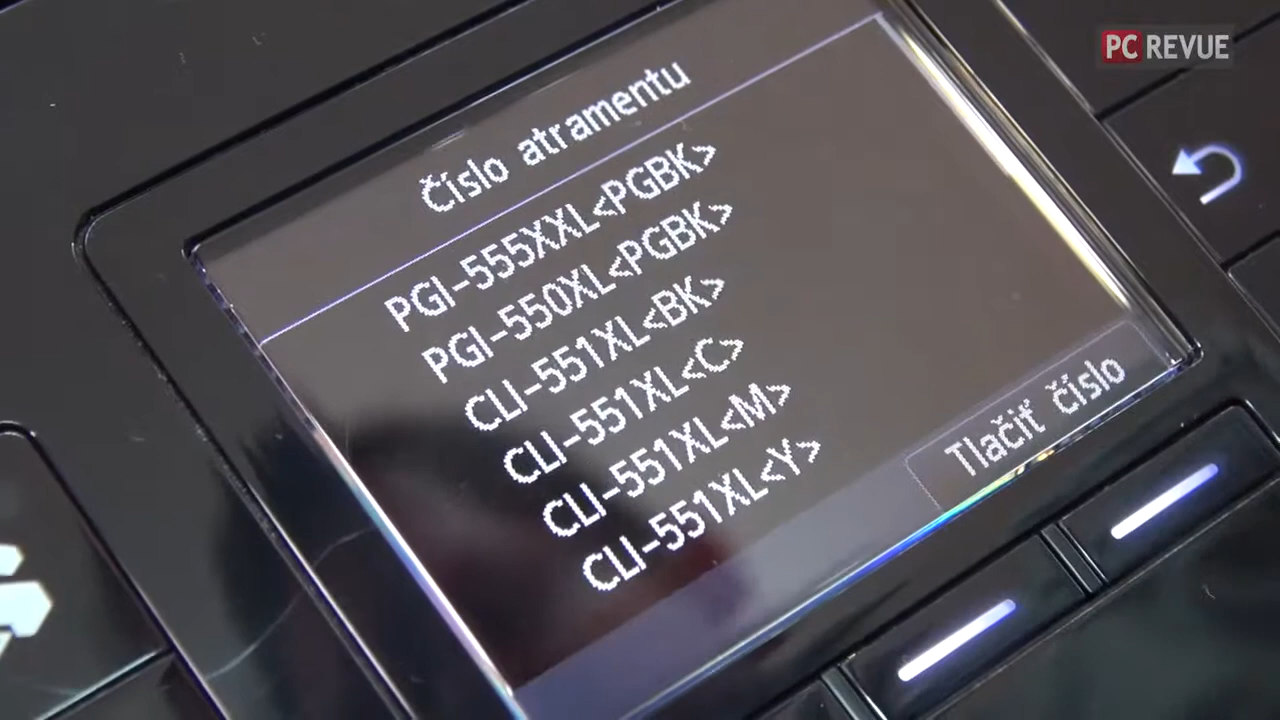 PC REVUE
Číslo atramentu
PGI-555XXL<PGBK>
PGI-550XL<PGBK>
CLI-551XL<BK>
CLI-551XL<C>
CLI-551XL<M>
CLI-551XL<Y>
Tlačiť číslo